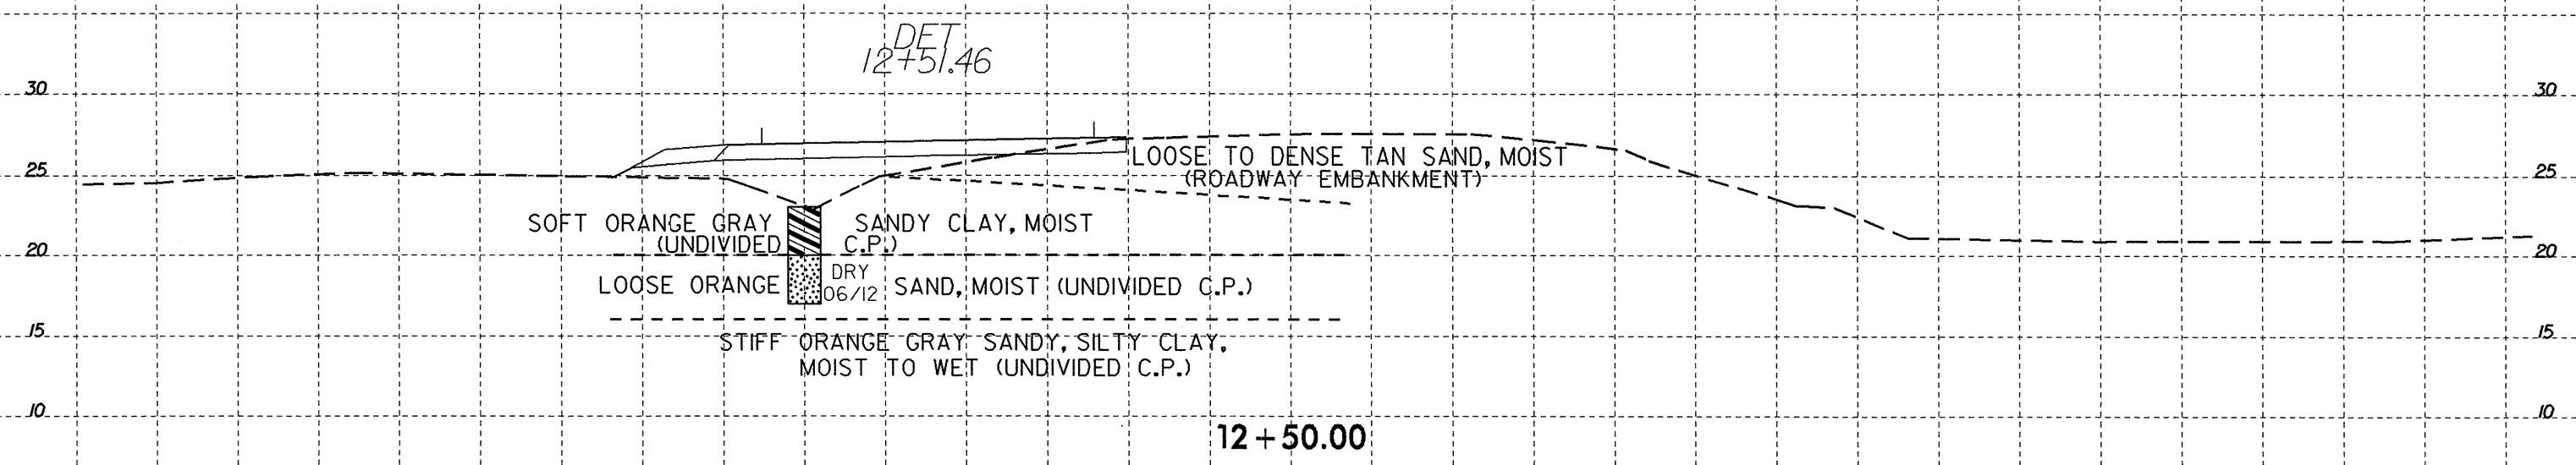 DET
12+51.46
30 30
LOOSE TO DENSE TAN SAND, MOIST
25 25
(ROADWAY EMBANKMENT)
SOFT ORANGE GRAY SANDY CLAY, MOIST
(UNDIVIDED C.P.)
20 20
DRY
LOOSE ORANGE 06/12 SAND, MOIST (UNDIVIDED C.P.)
15 15
STIFF ORANGE GRAY SANDY, SILTY CLAY,
MOIST TO WET (UNDIVIDED C.P.)
10 10
12+50.00